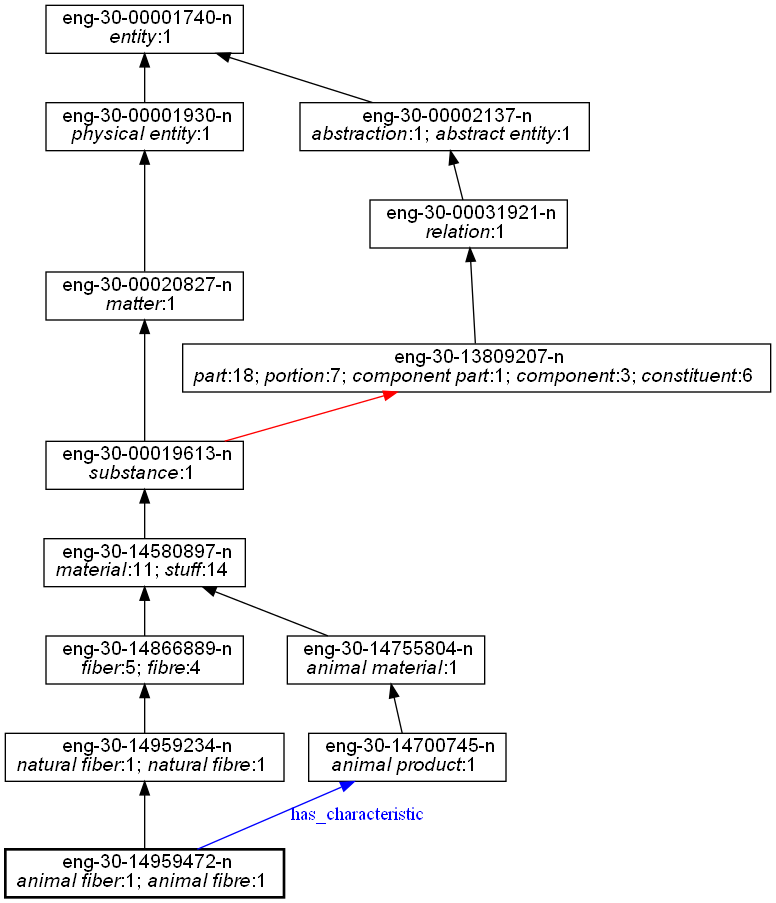 eng-30-00001740-n
entity:1
eng-30-00001930-n
physical entity:1
eng-30-00002137-n
abstraction:1; abstract entity:1
eng-30-00031921-n
relation:1
eng-30-00020827-n
matter:1
eng-30-13809207-n
part:18; portion:7; component part:1; component:3; constituent:6
eng-30-00019613-n
substance:1
eng-30-14580897-n
material:11; stuff:14
eng-30-14866889-n
fiber:5; fibre:4
eng-30-14755804-n
animal material:1
eng-30-14959234-n
natural fiber:1; natural fibre:1
eng-30-14700745-n
animal product:1
has_characteristic
eng-30-14959472-n
animal fiber:1; animal fibre:1